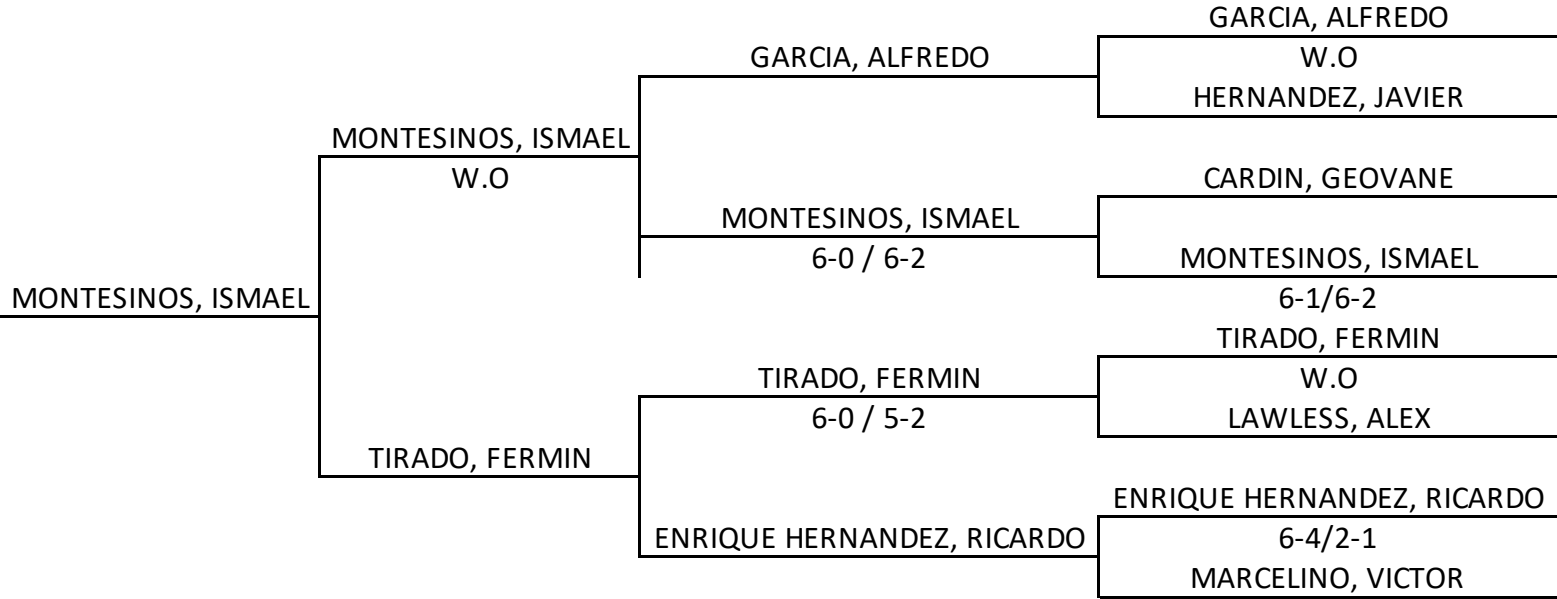 GARCIA, ALFREDO
GARCIA, ALFREDO
W.O
HERNANDEZ, JAVIER
MONTESINOS, ISMAEL
W.O
CARDIN, GEOVANE
MONTESINOS, ISMAEL
6-0 / 6-2
MONTESINOS, ISMAEL
6-1/6-2
MONTESINOS, ISMAEL
TIRADO, FERMIN
TIRADO, FERMIN
W.O
6-0 / 5-2
LAWLESS, ALEX
TIRADO, FERMIN
ENRIQUE HERNANDEZ, RICARDO
ENRIQUE HERNANDEZ, RICARDO
6-4/2-1
MARCELINO, VICTOR